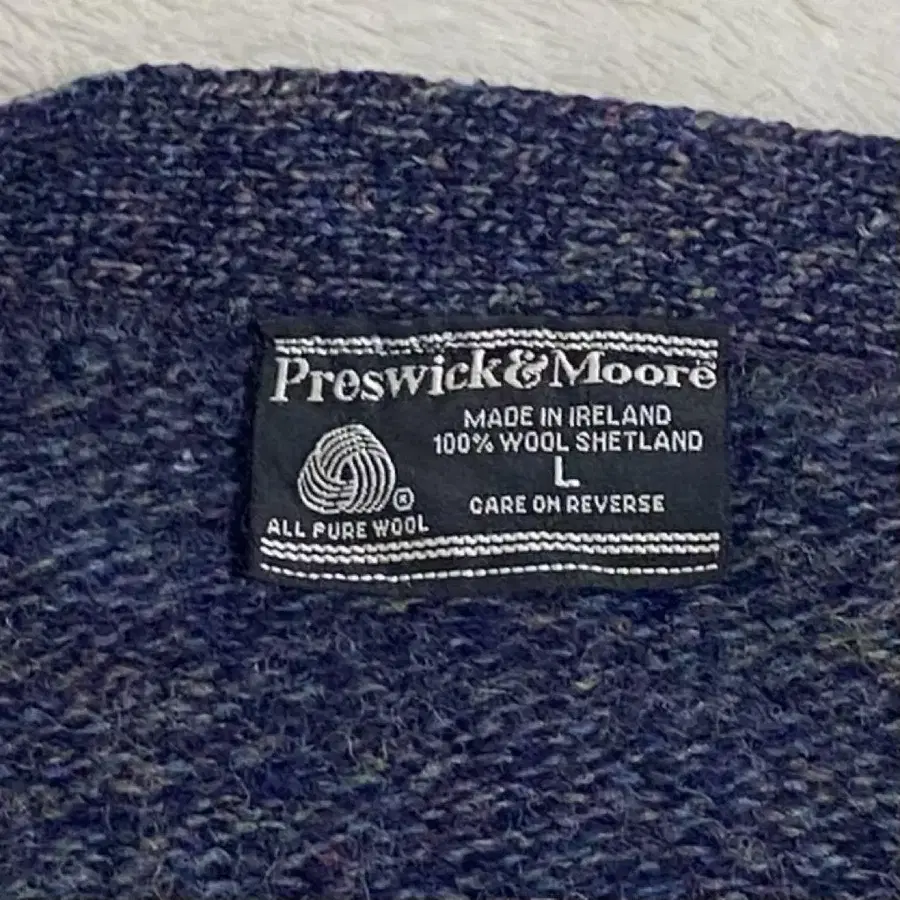 Preswick & Moore
MADE IN IRELAND
100% WOOL SHETLAND
L
CARE ON REVERSE
®
ALL PURE WOOL